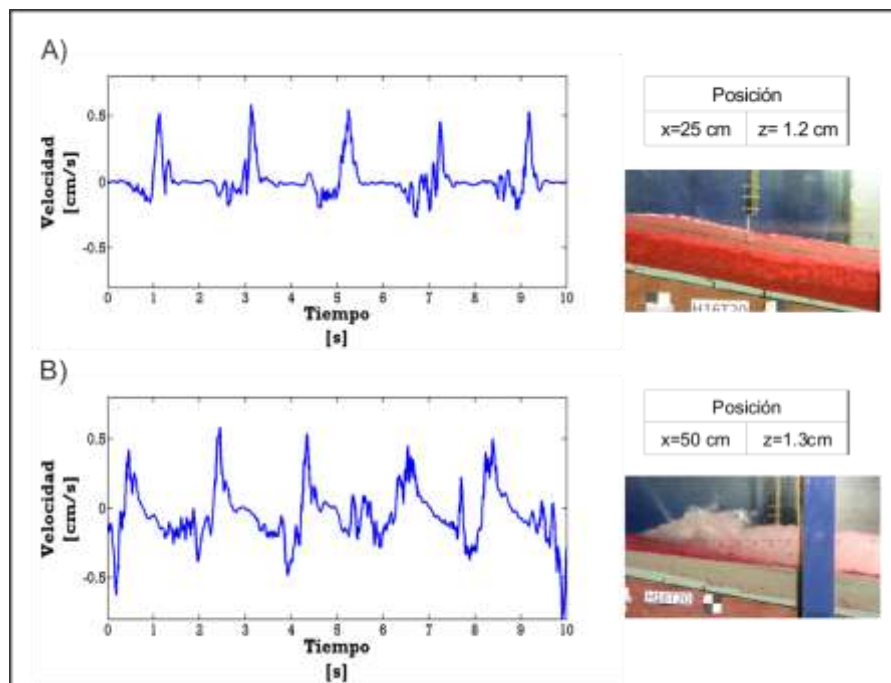 A)
0.5
0
-0.5
Velocidad
[cm/s]
0 1 2 3 4 5 6 7 8 9 10
Tiempo
[s]
Posición
x=25 cm z= 1.2 cm
H16T20
B)
0.5
0
-0.5
Velocidad
[cm/s]
0 1 2 3 4 5 6 7 8 9 10
Tiempo
[s]
Posición
x=50 cm z=1.3cm
H16T20